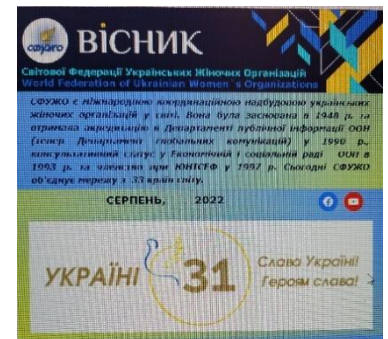 СФУЖО
ВІСНИК
Світової Федерації Українських Жіночих Організацій
World Federation of Ukrainian Women`s Organizations
СФУЖО є міжнародною координаційною надбудовою українських
жіночих організацій у світі. Вона була заснована в 1948 р. та
отримала акредитацію в Департаменті публічної інформації ООН
(тепер Департамент глобальних комунікацій) у 1990 р.,
консультативний статус у Економічній і соціальній раді ООН в
1993 р. та членство при ЮНІСЕФ у 1997 р. Сьогодні СФУЖО
об'єднує мережу з 33 країн світу.
СЕРПЕНЬ, 2022
УКРАЇНІ 31
Слава Україні!
Героям слава!